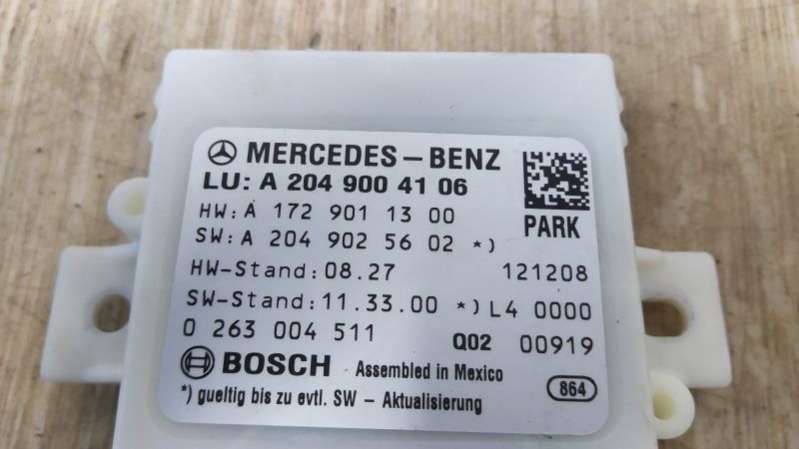 MERCEDES-BENZ
LU: A 204 900 41 06
HW: A 172 901 13 00
PARK
SW: A 204 902 56 02 *)
HW-Stand: 08.27 121208
SW-Stand: 11.33.00 *) L4 0000
0 263 004 511 Q02 00919
BOSCH Assembled in Mexico 864
*) gueltig bis zu evtl. SW - Aktualisierung